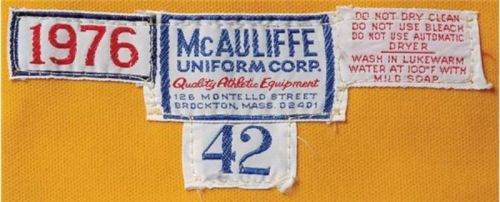 1976
McAULIFFE
UNIFORM CORP.
Quality Athletic Equipment
126 MONTELLO STREET
BROCKTON, MASS. 02401
42
DO NOT DRY CLEAN
DO NOT USE BLEACH
DO NOT USE AUTOMATIC
DRYER
WASH IN LUKEWARM
WATER AT 100°F WITH
MILD SOAP